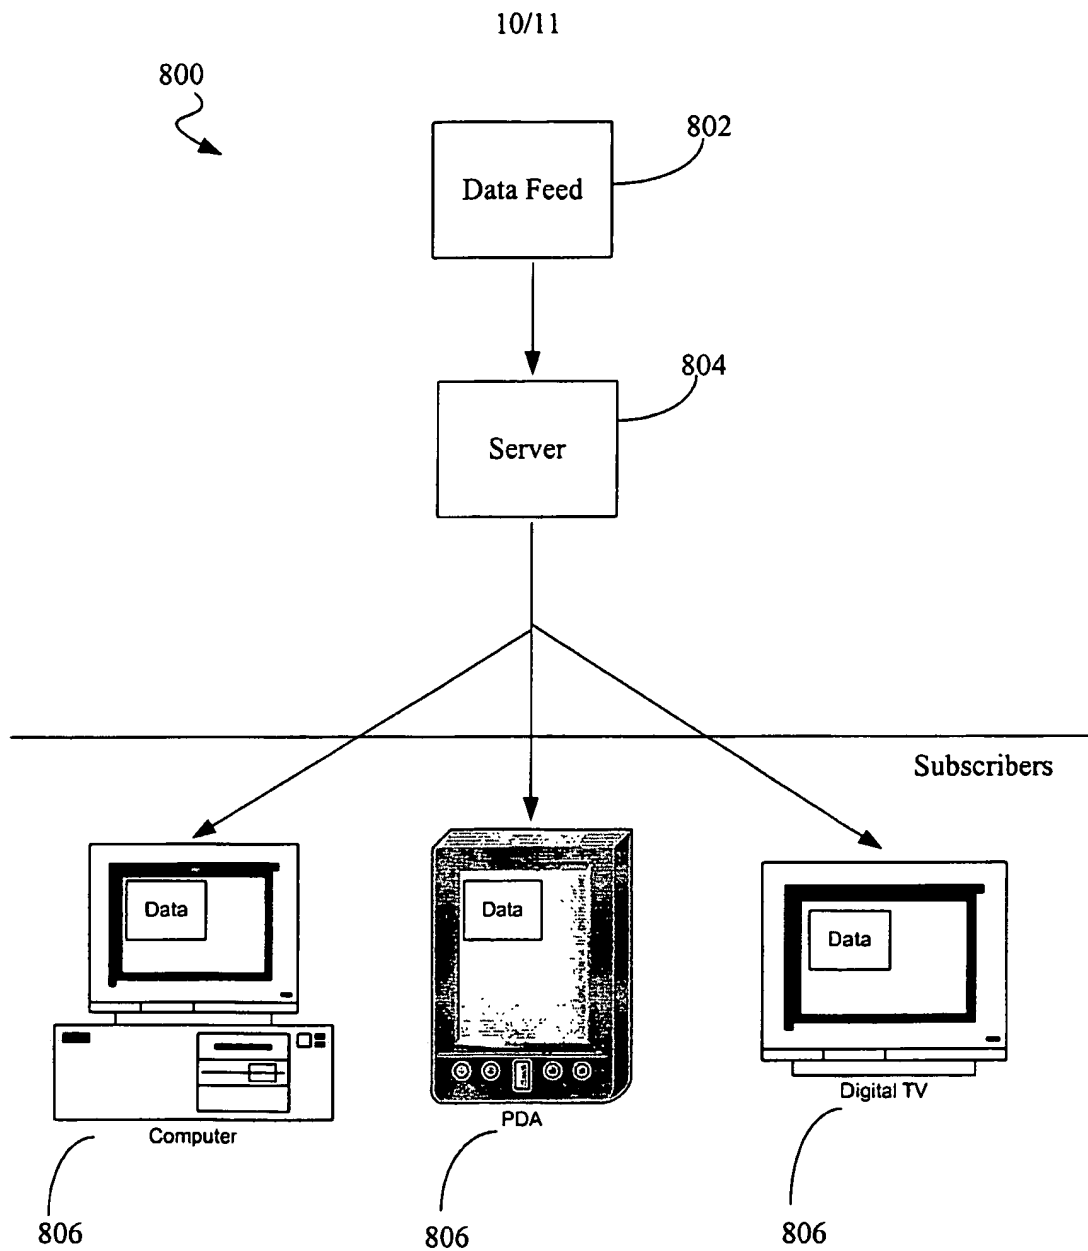 10/11
800
802
Data Feed
804
Server
Subscribers
Data
Data
Data
Computer
PDA
Digital TV
806
806
806